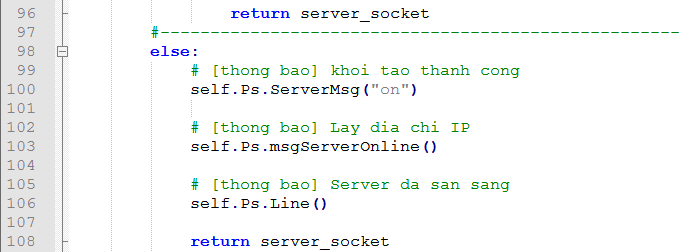 96 return server_socket
97 #----------------------------------------------------
98 else:
99 # [thong bao] khoi tao thanh cong
100 self.Ps.ServerMsg("on")
101
102 # [thong bao] Lay dia chi IP
103 self.Ps.msgServerOnline()
104
105 # [thong bao] Server da san sang
106 self.Ps.Line()
107
108 return server_socket